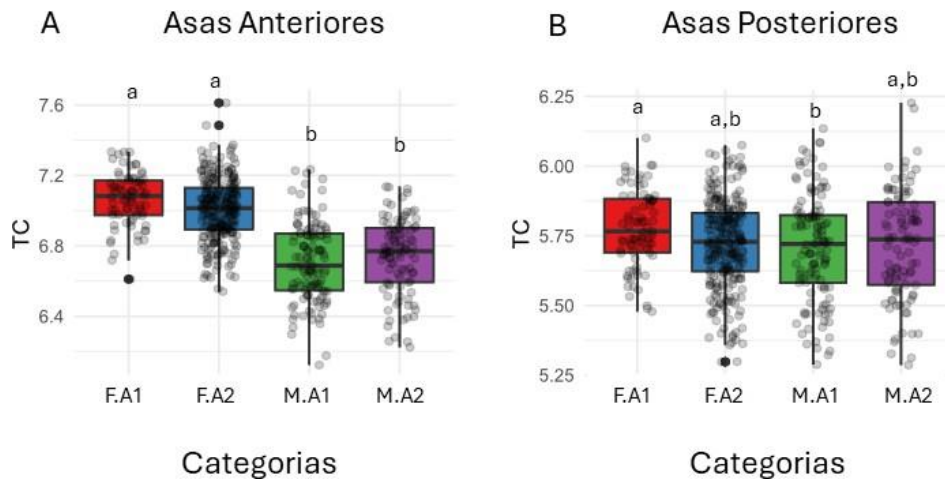 A Asas Anteriores
a
a
b
b
7.6
7.2
6.8
6.4
TC
F.A1 F.A2 M.A1 M.A2
Categorias
B Asas Posteriores
a
a,b
b
a,b
6.25
6.00
5.75
5.50
5.25
TC
F.A1 F.A2 M.A1 M.A2
Categorias